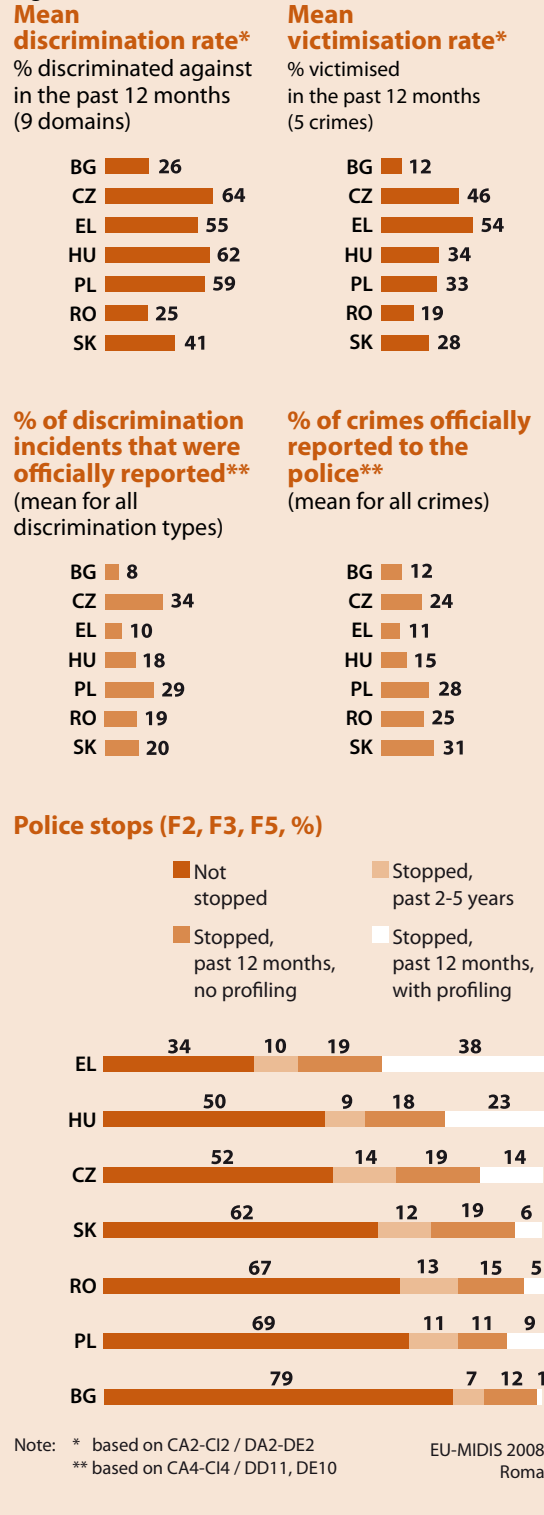 Mean
discrimination rate*
% discriminated against
in the past 12 months
(9 domains)
BG 26
CZ 64
EL 55
HU 62
PL 59
RO 25
SK 41
Mean
victimisation rate*
% victimised
in the past 12 months
(5 crimes)
BG 12
CZ 46
EL 54
HU 34
PL 33
RO 19
SK 28
% of discrimination
incidents that were
officially reported**
(mean for all
discrimination types)
BG 8
CZ 34
EL 10
HU 18
PL 29
RO 19
SK 20
% of crimes officially
reported to the
police**
(mean for all crimes)
BG 12
CZ 24
EL 11
HU 15
PL 28
RO 25
SK 31
Police stops (F2, F3, F5, %)
Not
stopped
Stopped,
past 2-5 years
Stopped,
past 12 months,
no profiling
Stopped,
past 12 months,
with profiling
EL 34 10 19 38
HU 50 9 18 23
CZ 52 14 19 14
SK 62 12 19 6
RO 67 13 15 5
PL 69 11 11 9
BG 79 7 12 1
Note: * based on CA2-CI2 / DA2-DE2
** based on CA4-CI4 / DD11, DE10
EU-MIDIS 2008
Roma